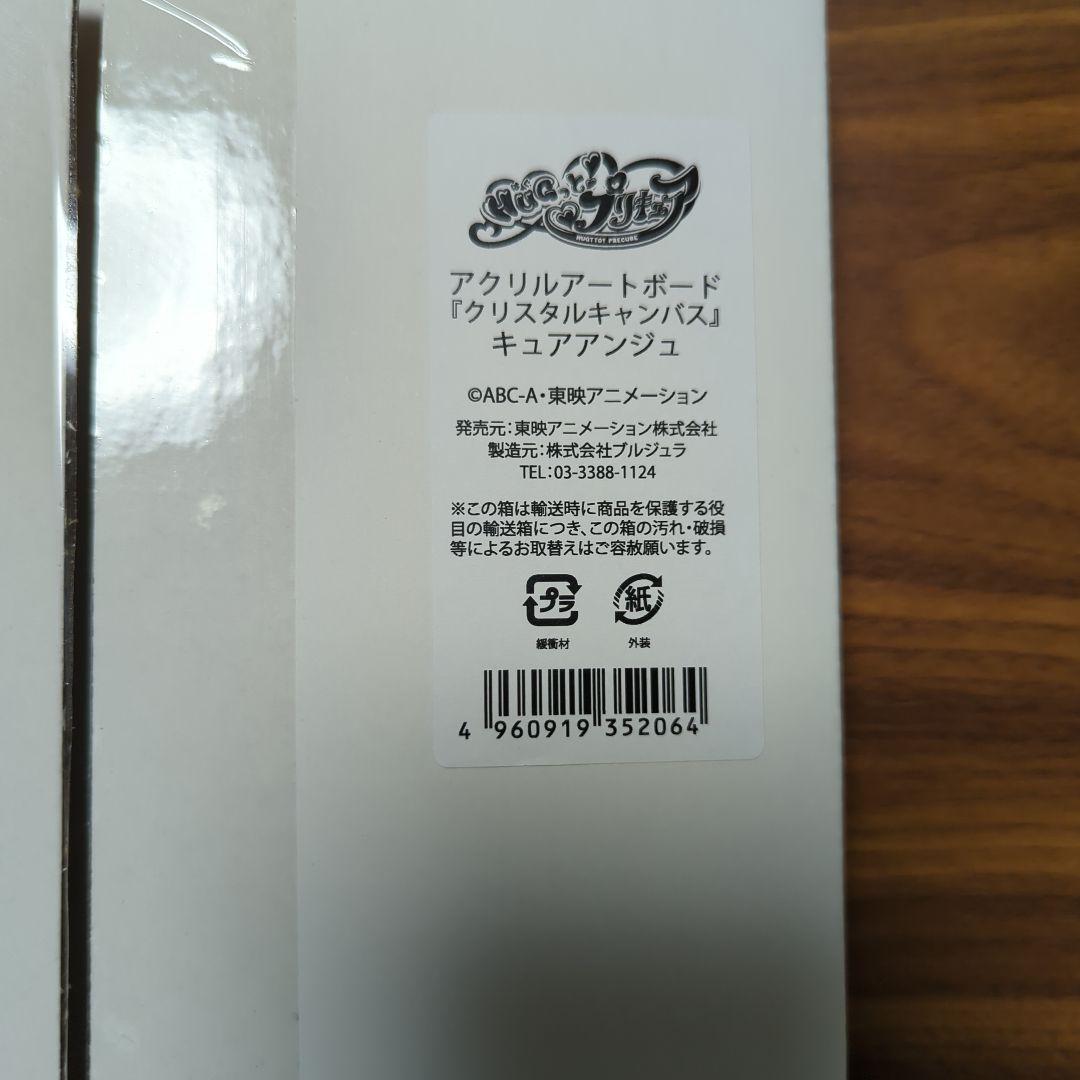 HUGっと!プリキュア
HUGTTO! PRECURE
アクリルアートボード
『クリスタルキャンバス』
キュアアンジュ
©ABC-A・東映アニメーション
発売元：東映アニメーション株式会社
製造元：株式会社ブルジュラ
TEL：03-3388-1124
※この箱は輸送時に商品を保護する役
目の輸送箱につき、この箱の汚れ・破損
等によるお取替えはご容赦願います。
プラ 紙
緩衝材 外装
4 960919 352064